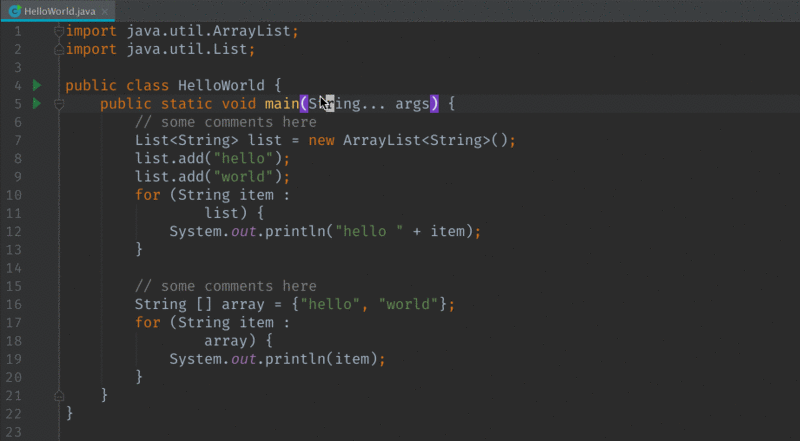 HelloWorld.java
1 import java.util.ArrayList;
2 import java.util.List;
3
4 public class HelloWorld {
5     public static void main(String... args) {
6         // some comments here
7         List<String> list = new ArrayList<String>();
8         list.add("hello");
9         list.add("world");
10         for (String item :
11                 list) {
12             System.out.println("hello " + item);
13         }
14
15         // some comments here
16         String [] array = {"hello", "world"};
17         for (String item :
18                 array) {
19             System.out.println(item);
20         }
21     }
22 }
23